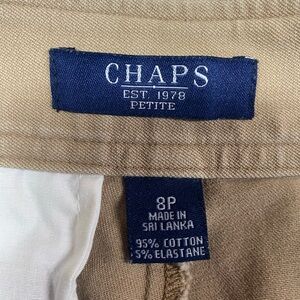 CHAPS
EST. 1978
PETITE
8P
MADE IN
SRI LANKA
95% COTTON
5% ELASTANE